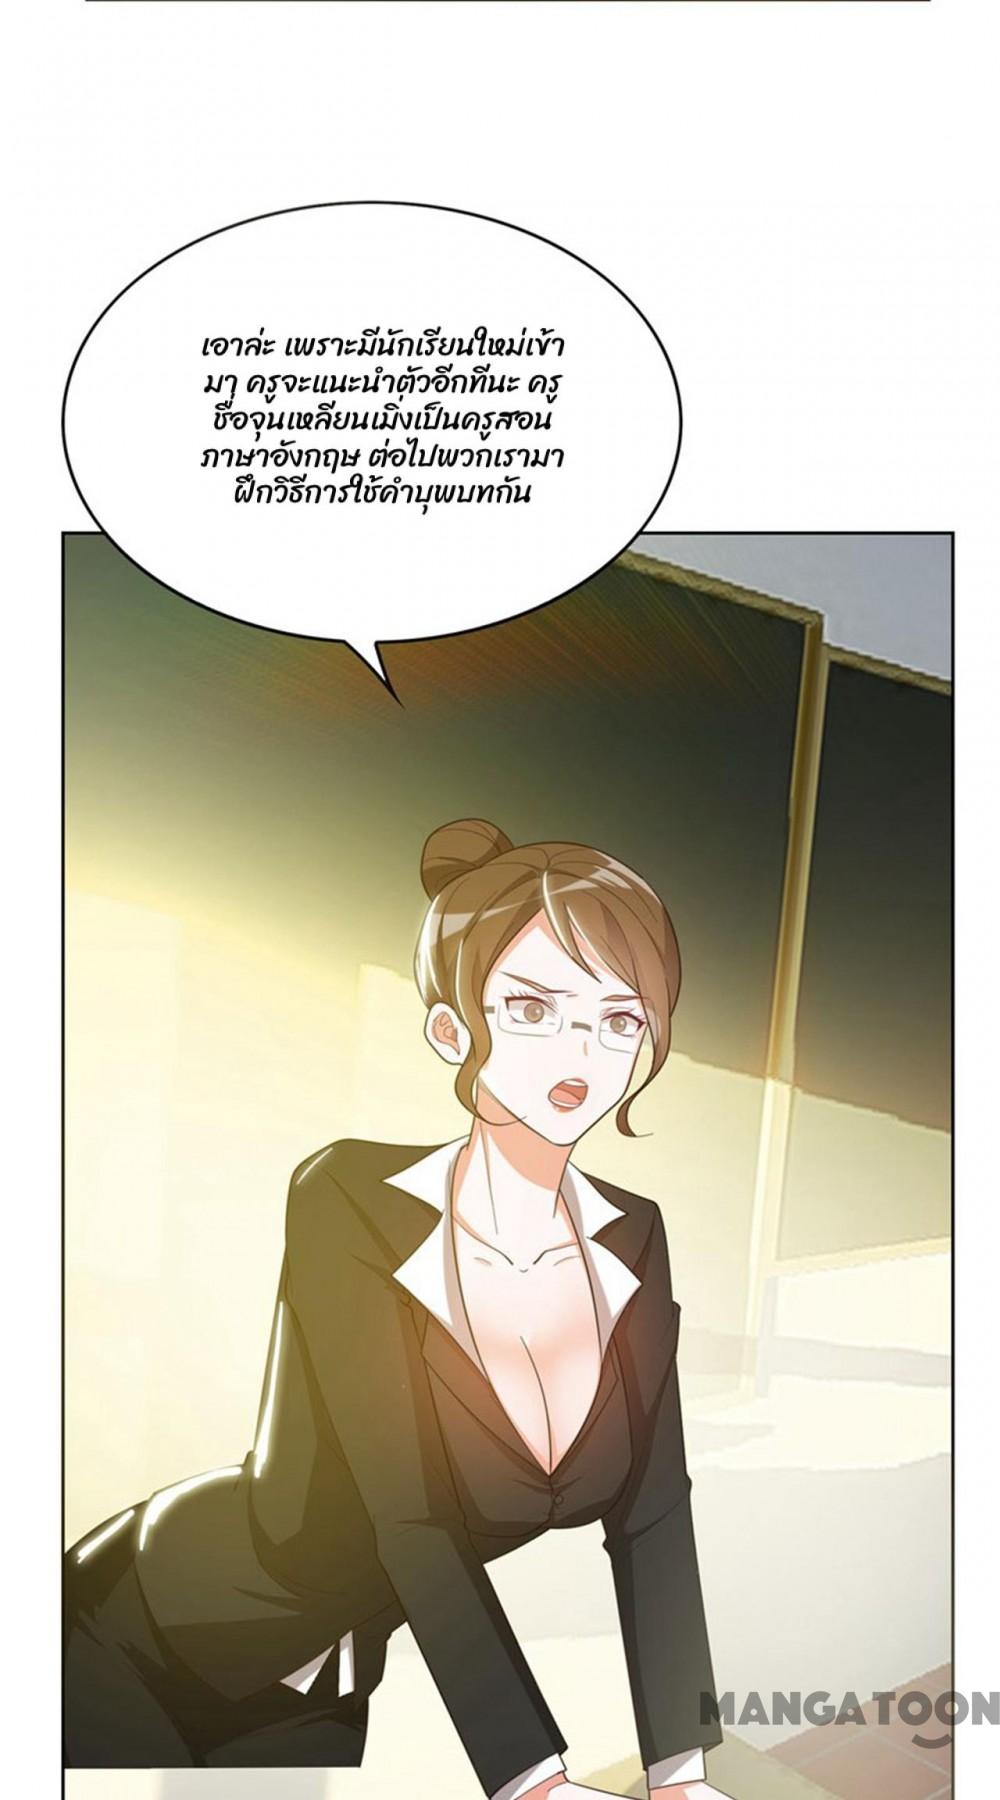 เอาล่ะ เพราะมีนักเรียนใหม่เข้า
มา ครูจะแนะนำตัวอีกทีนะ ครู
ชื่อจุนเหลียนเมิ่งเป็นครูสอน
ภาษาอังกฤษ ต่อไปพวกเรามา
ฝึกวิธีการใช้คำบุพบทกัน
MANGATOON